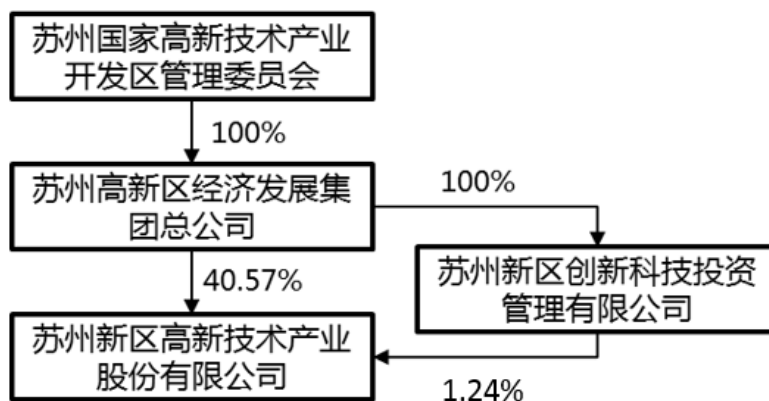 苏州国家高新技术产业
开发区管理委员会
100%
苏州高新区经济发展集
团总公司
100%
40.57%
苏州新区创新科技投资
管理有限公司
苏州新区高新技术产业
股份有限公司
1.24%